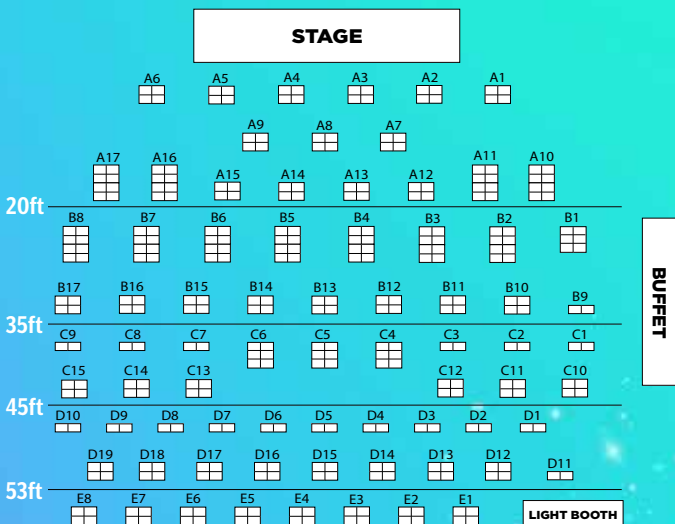 STAGE
A6 A5 A4 A3 A2 A1
A9 A8 A7
A17 A16 A15 A14 A13 A12 A11 A10
20ft
B8 B7 B6 B5 B4 B3 B2 B1
BUFFET
B17 B16 B15 B14 B13 B12 B11 B10 B9
35ft
C9 C8 C7 C6 C5 C4 C3 C2 C1
C15 C14 C13 C12 C11 C10
45ft
D10 D9 D8 D7 D6 D5 D4 D3 D2 D1
D19 D18 D17 D16 D15 D14 D13 D12 D11
53ft
E8 E7 E6 E5 E4 E3 E2 E1
LIGHT BOOTH